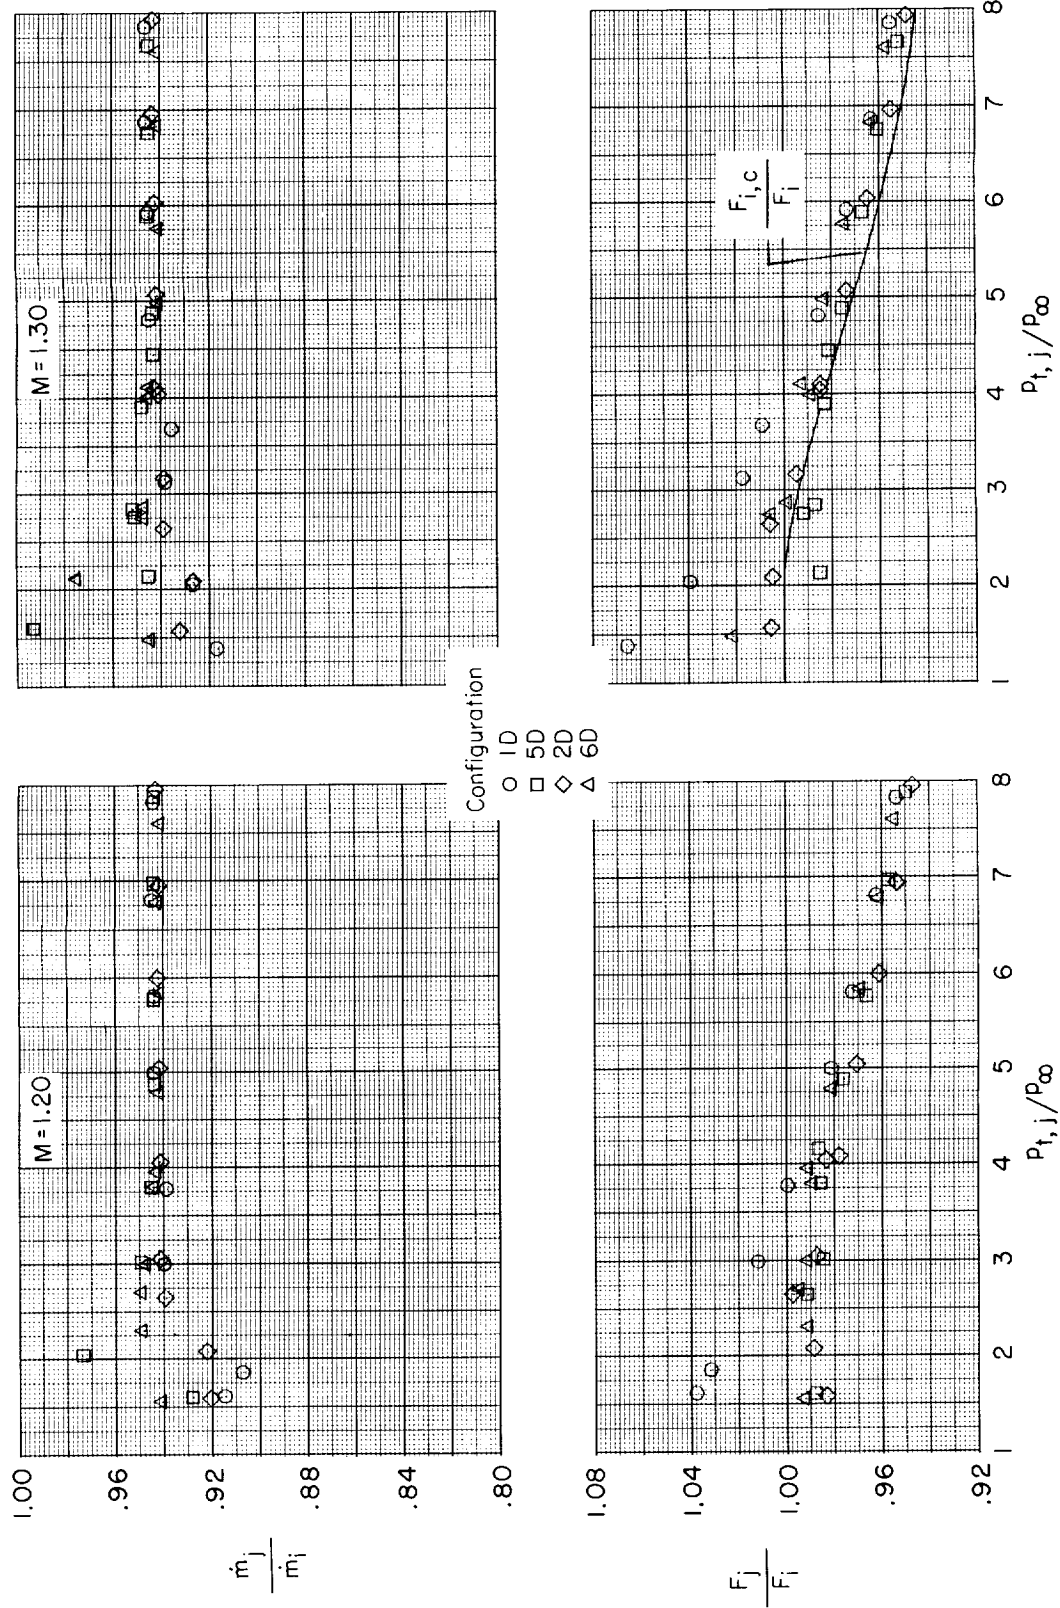 M = 1.20
M = 1.30
1.00
.96
.92
.88
.84
.80
ṁj
ṁi
Configuration
○ 1D
□ 5D
◇ 2D
△ 6D
1.08
1.04
1.00
.96
.92
Fj
Fi
Fi,c
Fi
1 2 3 4 5 6 7 8
pt,j/p∞
1 2 3 4 5 6 7 8
pt,j/p∞